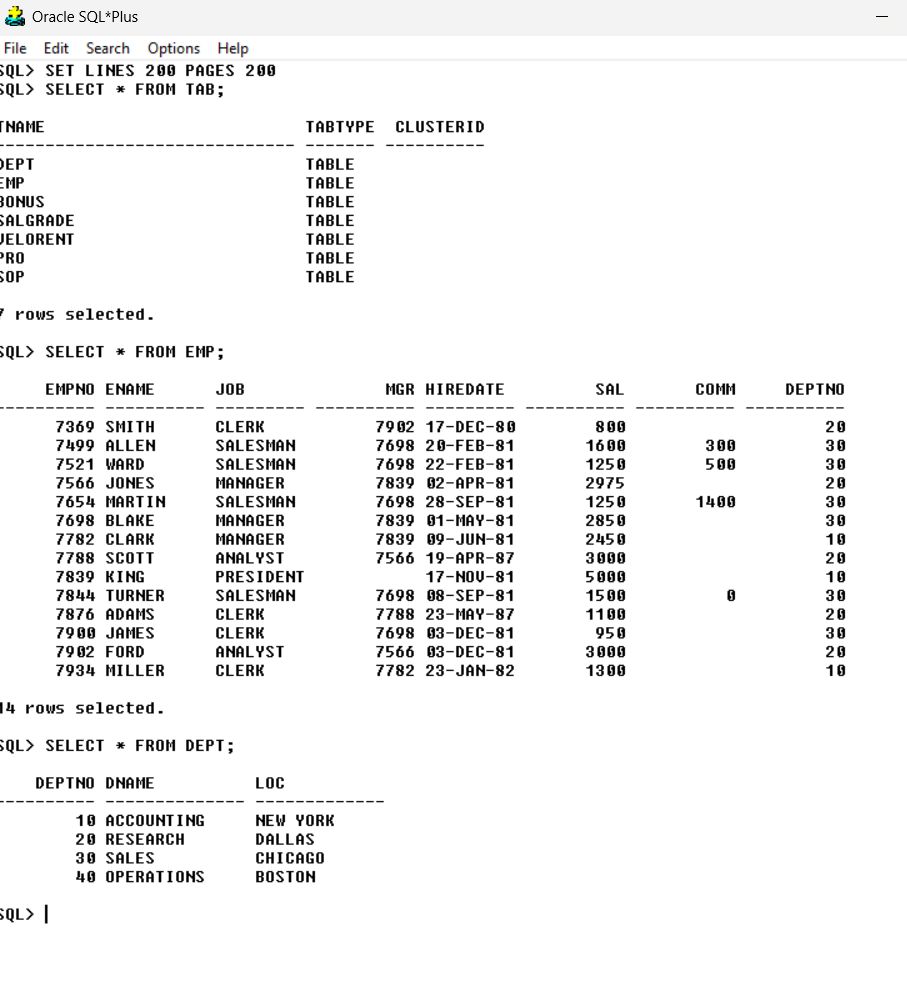 Oracle SQL*Plus
File Edit Search Options Help
SQL> SET LINES 200 PAGES 200
SQL> SELECT * FROM TAB;
TNAME                          TABTYPE  CLUSTERID
------------------------------ ------- ----------
DEPT                           TABLE
EMP                            TABLE
BONUS                          TABLE
SALGRADE                       TABLE
VELORENT                       TABLE
PRO                            TABLE
SOP                            TABLE
7 rows selected.
SQL> SELECT * FROM EMP;
     EMPNO ENAME      JOB              MGR HIREDATE         SAL       COMM     DEPTNO
---------- ---------- --------- ---------- --------- ---------- ---------- ----------
      7369 SMITH      CLERK           7902 17-DEC-80        800                    20
      7499 ALLEN      SALESMAN        7698 20-FEB-81       1600        300         30
      7521 WARD       SALESMAN        7698 22-FEB-81       1250        500         30
      7566 JONES      MANAGER         7839 02-APR-81       2975                    20
      7654 MARTIN     SALESMAN        7698 28-SEP-81       1250       1400         30
      7698 BLAKE      MANAGER         7839 01-MAY-81       2850                    30
      7782 CLARK      MANAGER         7839 09-JUN-81       2450                    10
      7788 SCOTT      ANALYST         7566 19-APR-87       3000                    20
      7839 KING       PRESIDENT            17-NOV-81       5000                    10
      7844 TURNER     SALESMAN        7698 08-SEP-81       1500          0         30
      7876 ADAMS      CLERK           7788 23-MAY-87       1100                    20
      7900 JAMES      CLERK           7698 03-DEC-81        950                    30
      7902 FORD       ANALYST         7566 03-DEC-81       3000                    20
      7934 MILLER     CLERK           7782 23-JAN-82       1300                    10
14 rows selected.
SQL> SELECT * FROM DEPT;
    DEPTNO DNAME          LOC
---------- -------------- -------------
        10 ACCOUNTING     NEW YORK
        20 RESEARCH       DALLAS
        30 SALES          CHICAGO
        40 OPERATIONS     BOSTON
SQL>